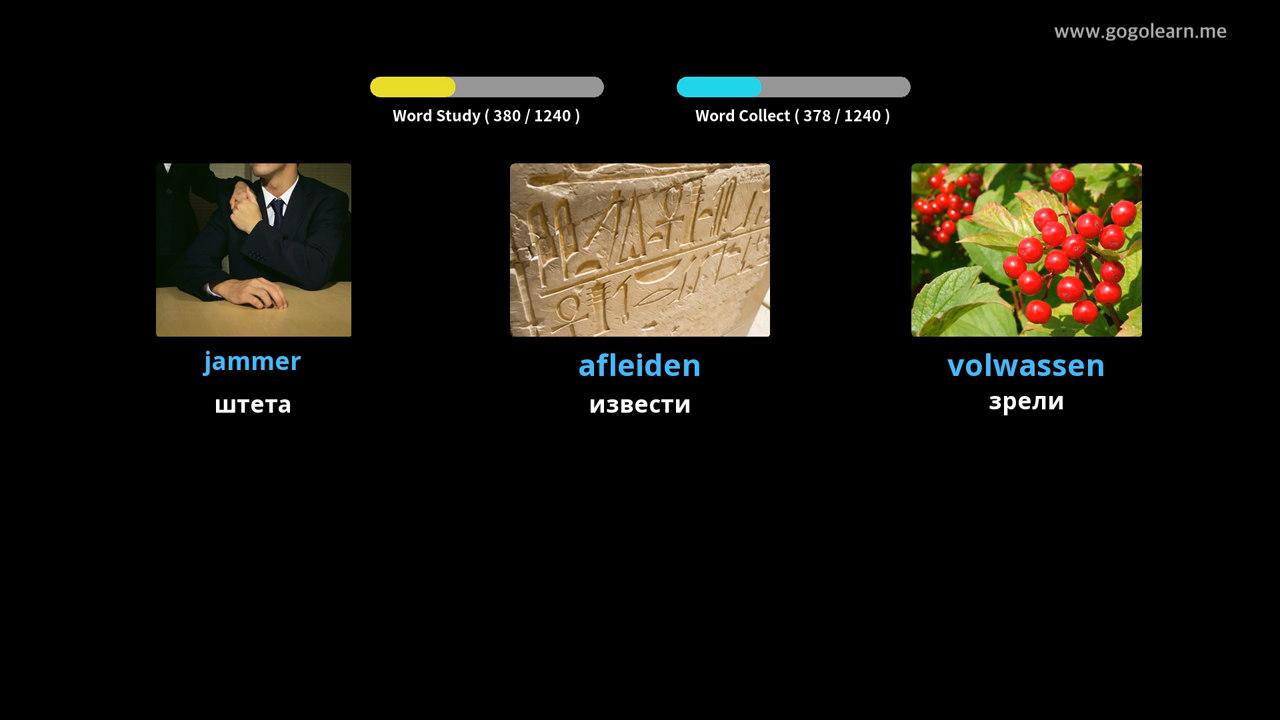 www.gogolearn.me
Word Study ( 380 / 1240 )
Word Collect ( 378 / 1240 )
jammer
afleiden
volwassen
штета
извести
зрели